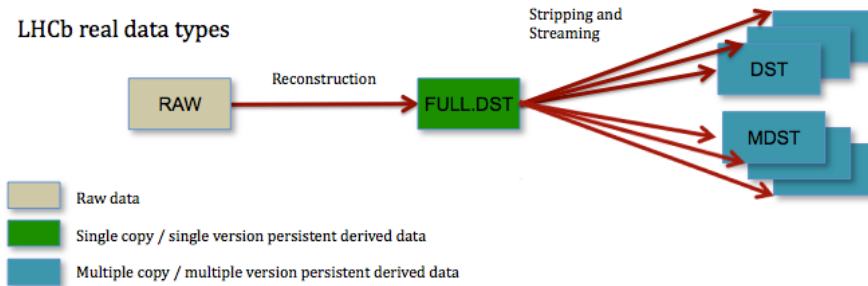 LHCb real data types
Stripping and
Streaming
Reconstruction
RAW
FULL.DST
DST
MDST
Raw data
Single copy / single version persistent derived data
Multiple copy / multiple version persistent derived data